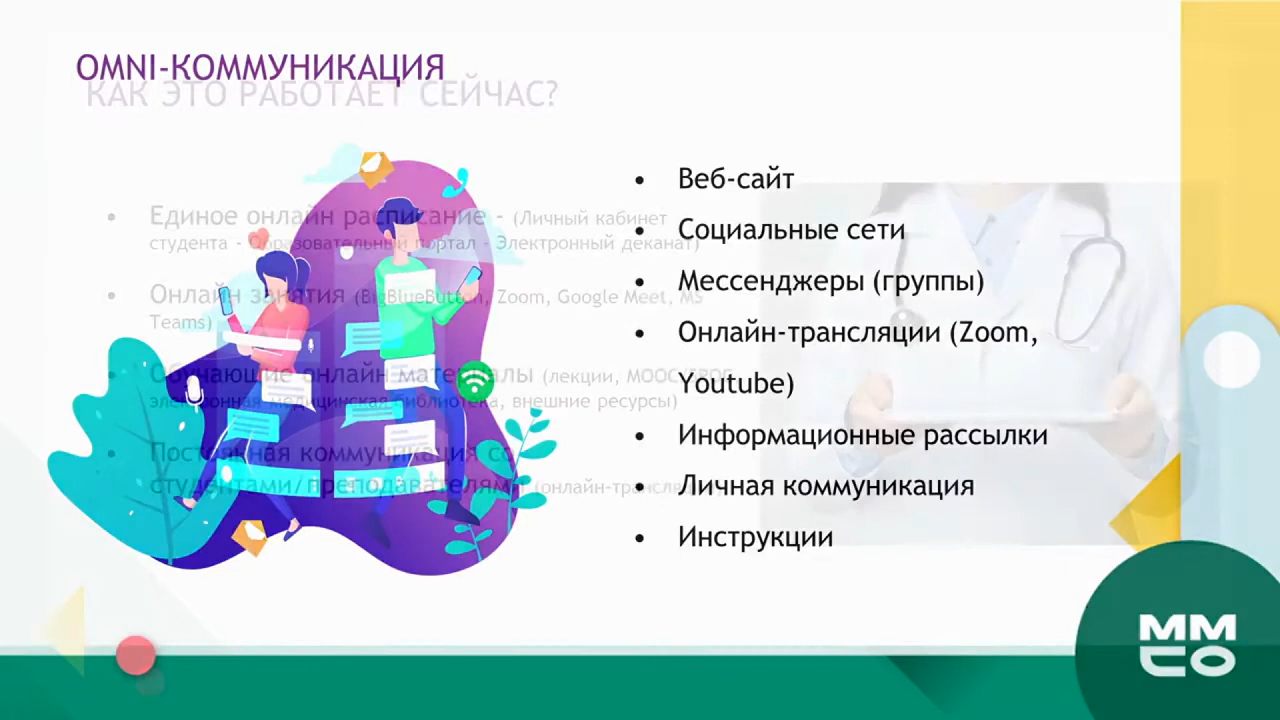 OMNI-КОММУНИКАЦИЯ
КАК ЭТО РАБОТАЕТ СЕЙЧАС?
• Веб-сайт
• Социальные сети
• Мессенджеры (группы)
• Онлайн-трансляции (Zoom,
Youtube)
• Информационные рассылки
• Личная коммуникация
• Инструкции
• Единое онлайн расписание - (Личный кабинет
студента - Образовательный портал - Электронный деканат)
• Онлайн занятия (BigBlueButton, Zoom, Google Meet, MS
Teams)
• Обучающие онлайн материалы (лекции, МООС,
электронная медицинская библиотека, внешние ресурсы)
• Постоянная коммуникация со
студентами/преподавателями
MM
CO